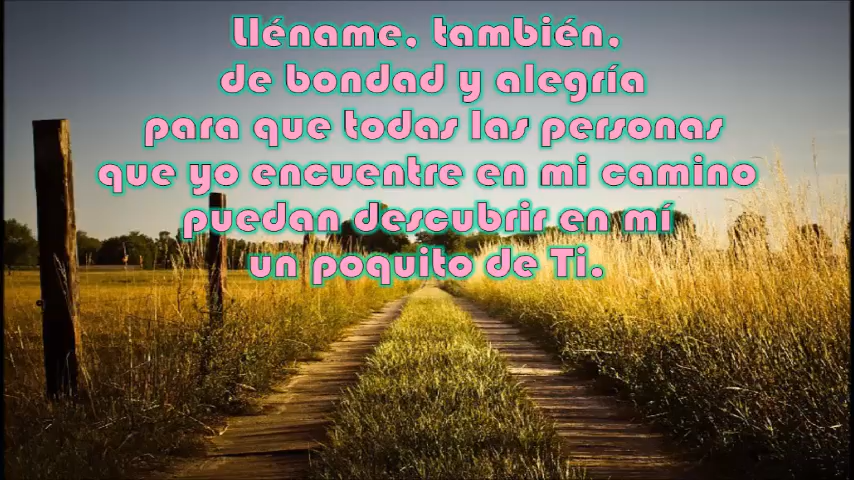 Lléname, también,
de bondad y alegría
para que todas las personas
que yo encuentre en mi camino
puedan descubrir en mí
un poquito de Ti.